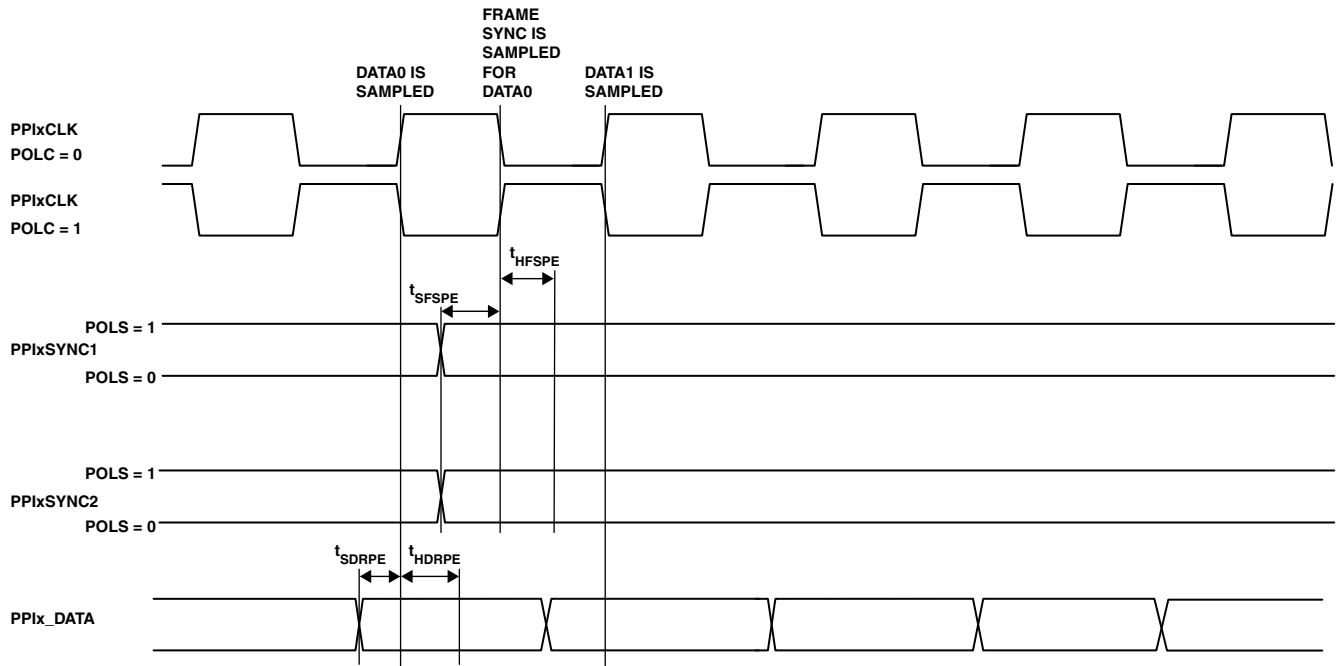 FRAME
SYNC IS
SAMPLED
FOR
DATA0
DATA0 IS
SAMPLED
DATA1 IS
SAMPLED
PPIxCLK
POLC = 0
PPIxCLK
POLC = 1
tHFSPE
tSFSPE
POLS = 1
PPIxSYNC1
POLS = 0
POLS = 1
PPIxSYNC2
POLS = 0
tSDRPE
tHDRPE
PPIx_DATA